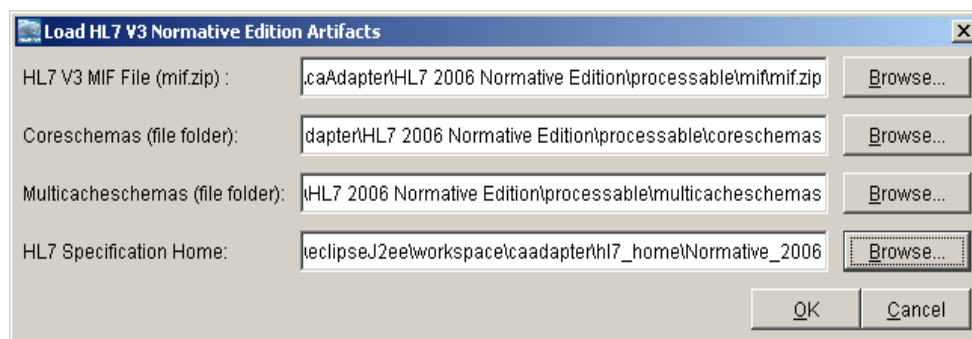 Load HL7 V3 Normative Edition Artifacts
HL7 V3 MIF File (mif.zip) : .caAdapter\HL7 2006 Normative Edition\processable\mif\mif.zip Browse...
Coreschemas (file folder): dapter\HL7 2006 Normative Edition\processable\coreschemas Browse...
Multicacheschemas (file folder): \HL7 2006 Normative Edition\processable\multicacheschemas Browse...
HL7 Specification Home: \eclipseJ2ee\workspace\caadapter\hl7_home\Normative_2006 Browse...
OK Cancel